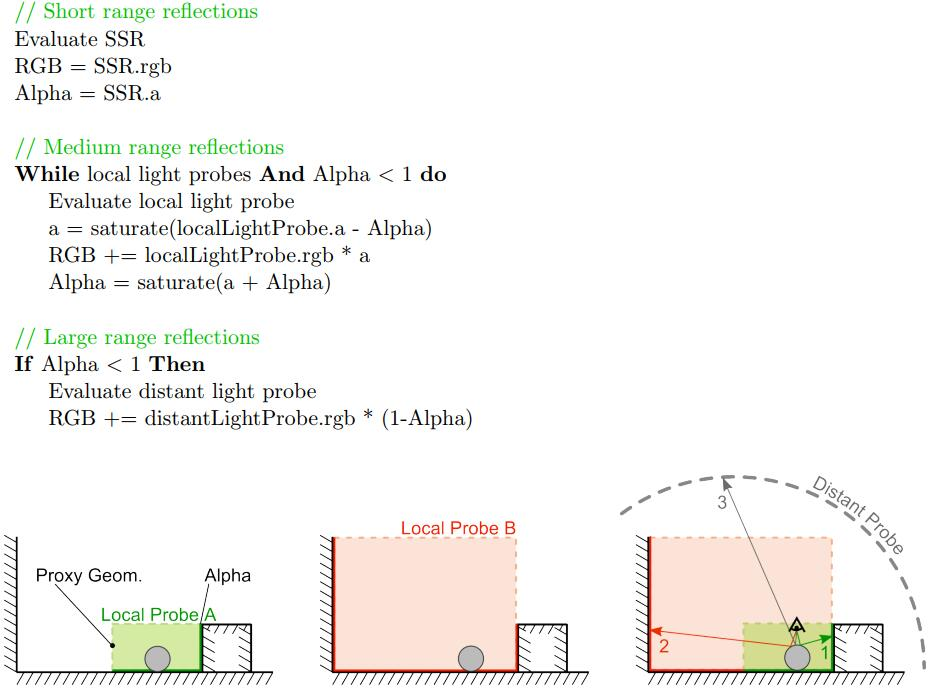 // Short range reflections
Evaluate SSR
RGB = SSR.rgb
Alpha = SSR.a
// Medium range reflections
While local light probes And Alpha < 1 do
Evaluate local light probe
a = saturate(localLightProbe.a - Alpha)
RGB += localLightProbe.rgb * a
Alpha = saturate(a + Alpha)
// Large range reflections
If Alpha < 1 Then
Evaluate distant light probe
RGB += distantLightProbe.rgb * (1-Alpha)
Proxy Geom.
Alpha
Local Probe A
Local Probe B
Distant Probe
3
2
1